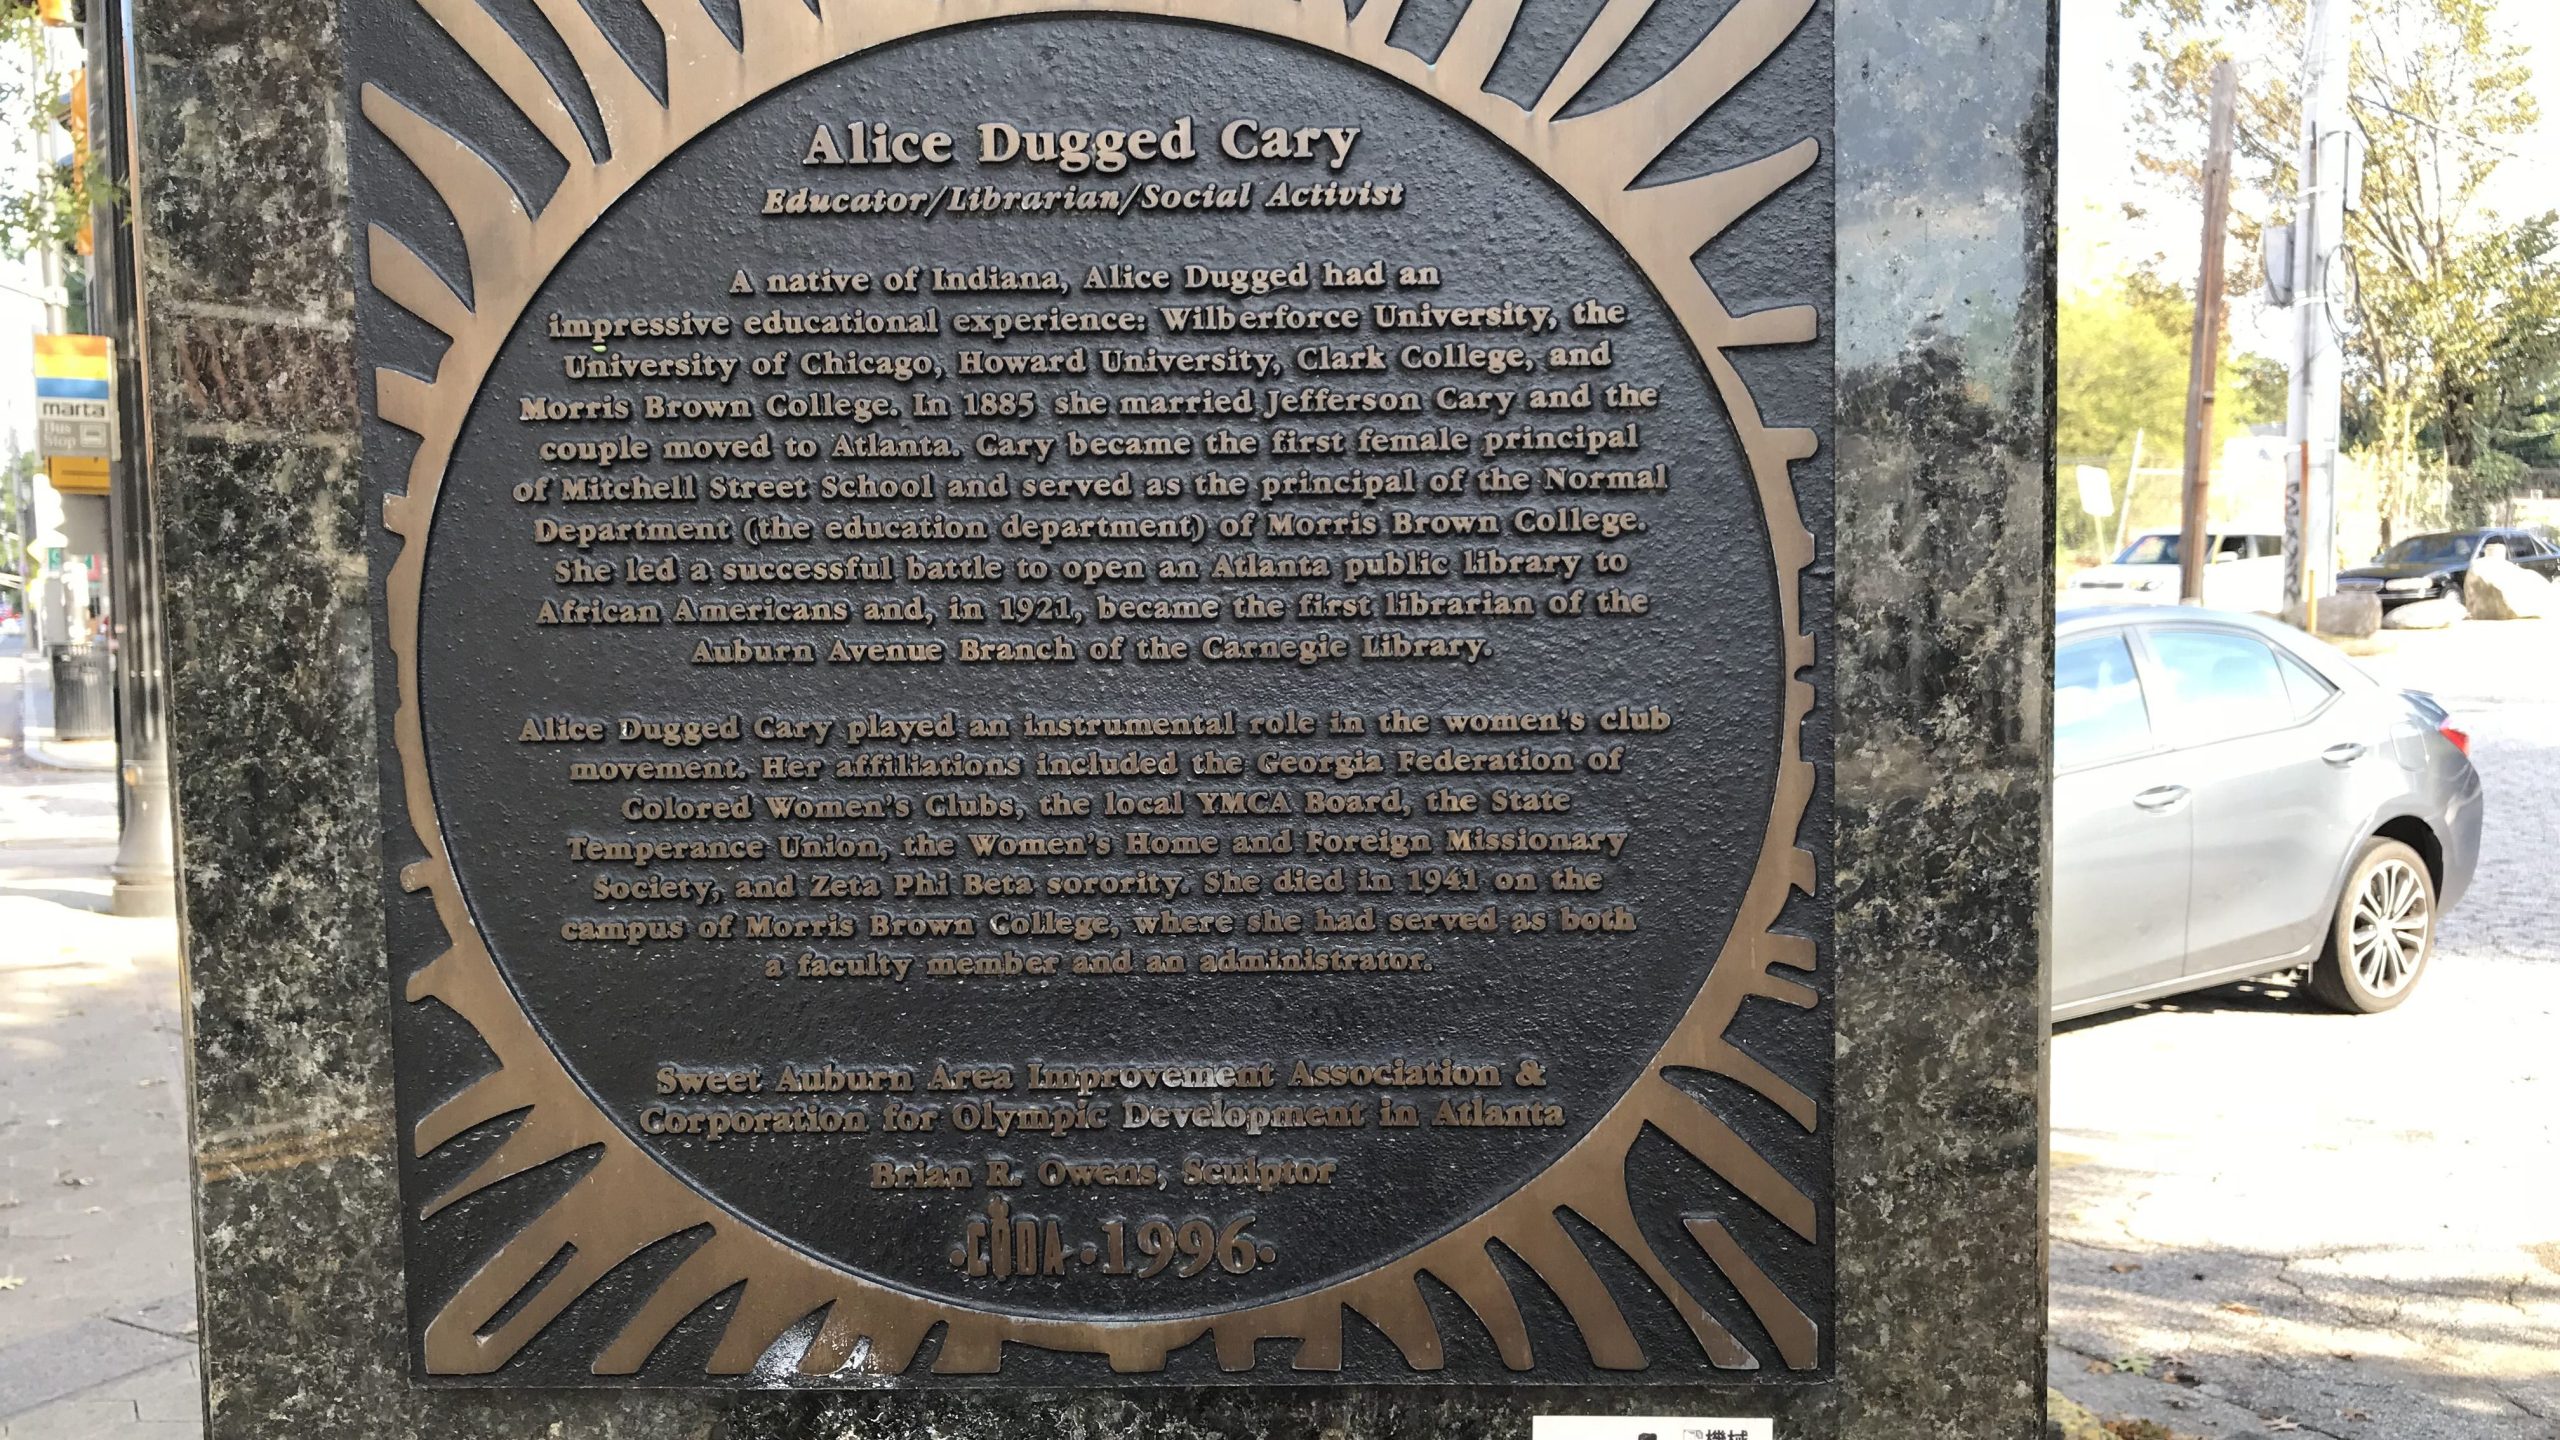 Alice Dugged Cary
Educator/Librarian/Social Activist
A native of Indiana, Alice Dugged had an
impressive educational experience: Wilberforce University, the
University of Chicago, Howard University, Clark College, and
Morris Brown College. In 1885 she married Jefferson Cary and the
couple moved to Atlanta. Cary became the first female principal
of Mitchell Street School and served as the principal of the Normal
Department (the education department) of Morris Brown College.
She led a successful battle to open an Atlanta public library to
African Americans and, in 1921, became the first librarian of the
Auburn Avenue Branch of the Carnegie Library.
Alice Dugged Cary played an instrumental role in the women's club
movement. Her affiliations included the Georgia Federation of
Colored Women's Clubs, the local YMCA Board, the State
Temperance Union, the Women's Home and Foreign Missionary
Society, and Zeta Phi Beta sorority. She died in 1941 on the
campus of Morris Brown College, where she had served as both
a faculty member and an administrator.
Sweet Auburn Area Improvement Association &
Corporation for Olympic Development in Atlanta
Brian R. Owens, Sculptor
·CODA·1996·
marta
Bus
Stop
機械